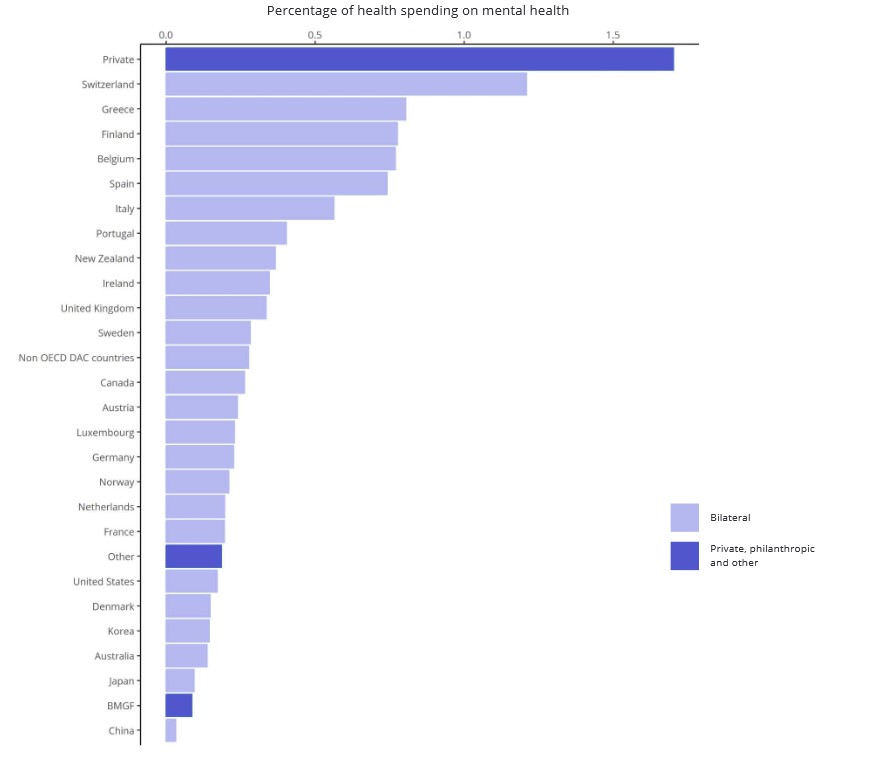 Percentage of health spending on mental health
0.0 0.5 1.0 1.5
Private
Switzerland
Greece
Finland
Belgium
Spain
Italy
Portugal
New Zealand
Ireland
United Kingdom
Sweden
Non OECD DAC countries
Canada
Austria
Luxembourg
Germany
Norway
Netherlands
France
Other
United States
Denmark
Korea
Australia
Japan
BMGF
China
Bilateral
Private, philanthropic
and other